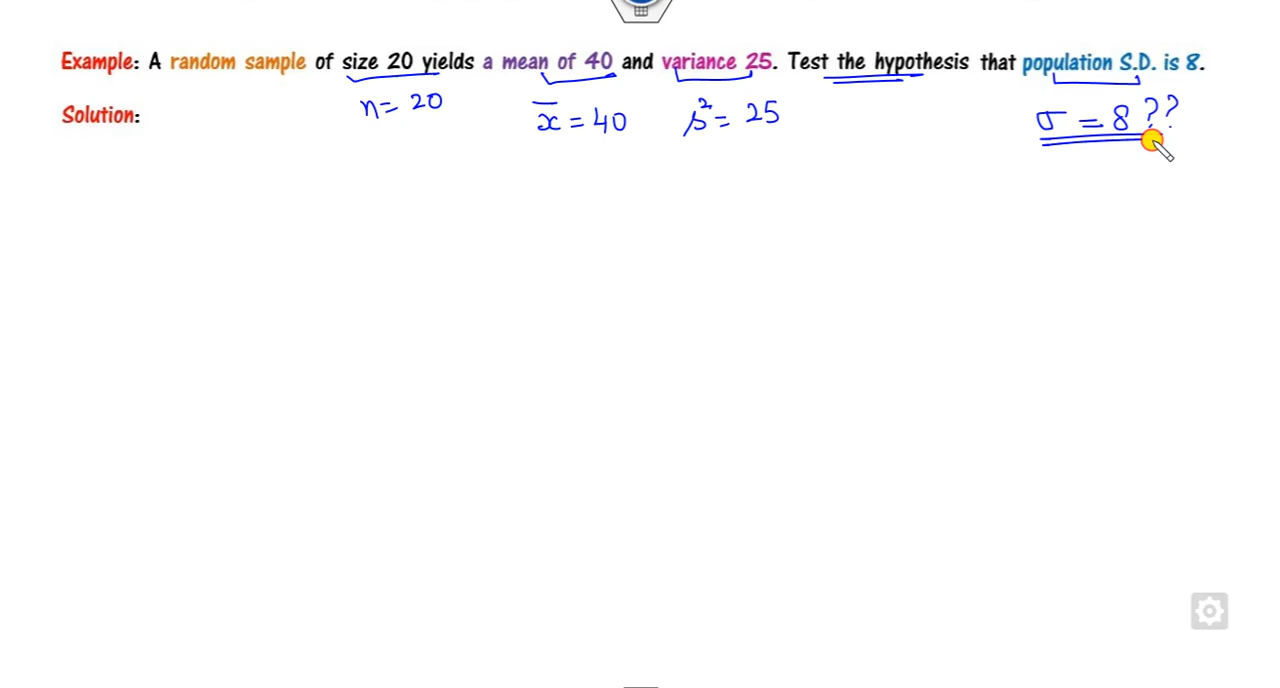 Example: A random sample of size 20 yields a mean of 40 and variance 25. Test the hypothesis that population S.D. is 8.
n = 20 x̄ = 40 s² = 25 σ = 8 ??
Solution: